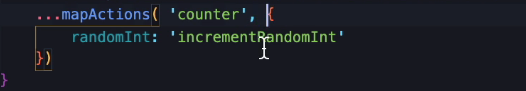 ...mapActions( 'counter', {
randomInt: 'incrementRandomInt'
})
}